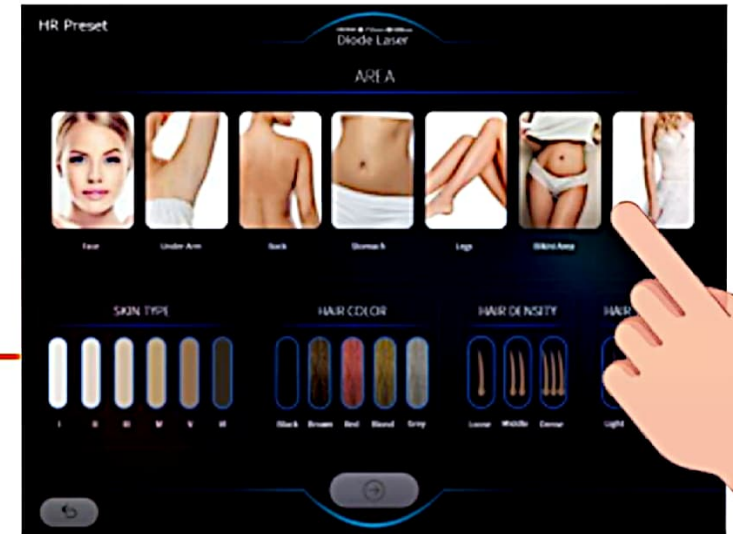 HR Preset
Diode Laser
AREA
Face
Under Arm
Back
Stomach
Legs
Bikini Area
SKIN TYPE
HAIR COLOR
HAIR DENSITY
HAIR
I
II
III
IV
V
VI
Black
Brown
Red
Blond
Grey
Loose
Middle
Dense
Light